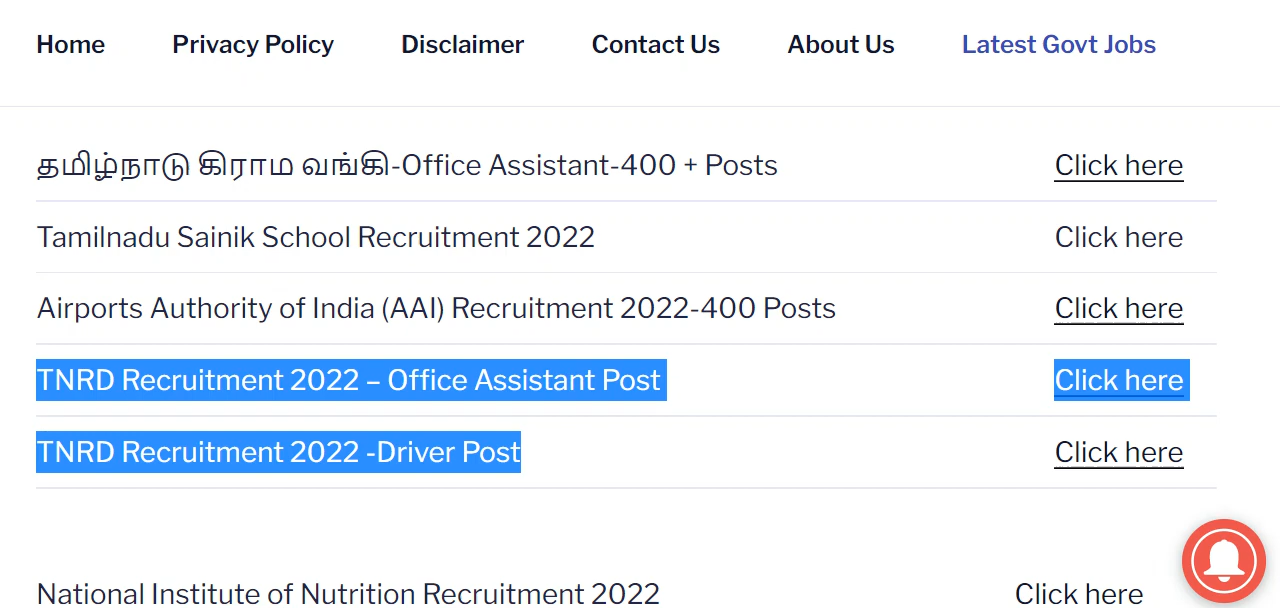 Home Privacy Policy Disclaimer Contact Us About Us Latest Govt Jobs
தமிழ்நாடு கிராம வங்கி-Office Assistant-400 + Posts Click here
Tamilnadu Sainik School Recruitment 2022 Click here
Airports Authority of India (AAI) Recruitment 2022-400 Posts Click here
TNRD Recruitment 2022 – Office Assistant Post Click here
TNRD Recruitment 2022 -Driver Post Click here
National Institute of Nutrition Recruitment 2022 Click here